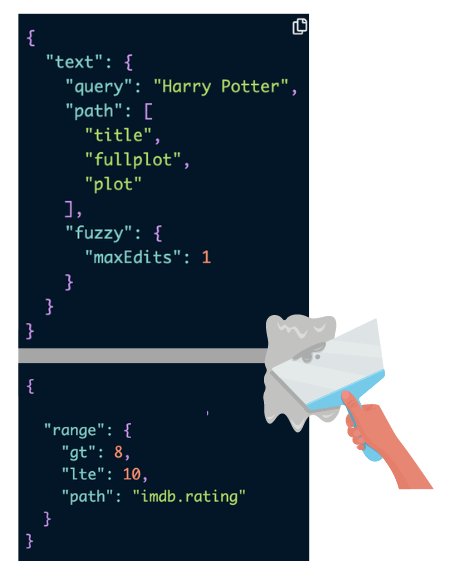 {
  "text": {
    "query": "Harry Potter",
    "path": [
      "title",
      "fullplot",
      "plot"
    ],
    "fuzzy": {
      "maxEdits": 1
    }
  }
}
{
  "range": {
    "gt": 8,
    "lte": 10,
    "path": "imdb.rating"
  }
}